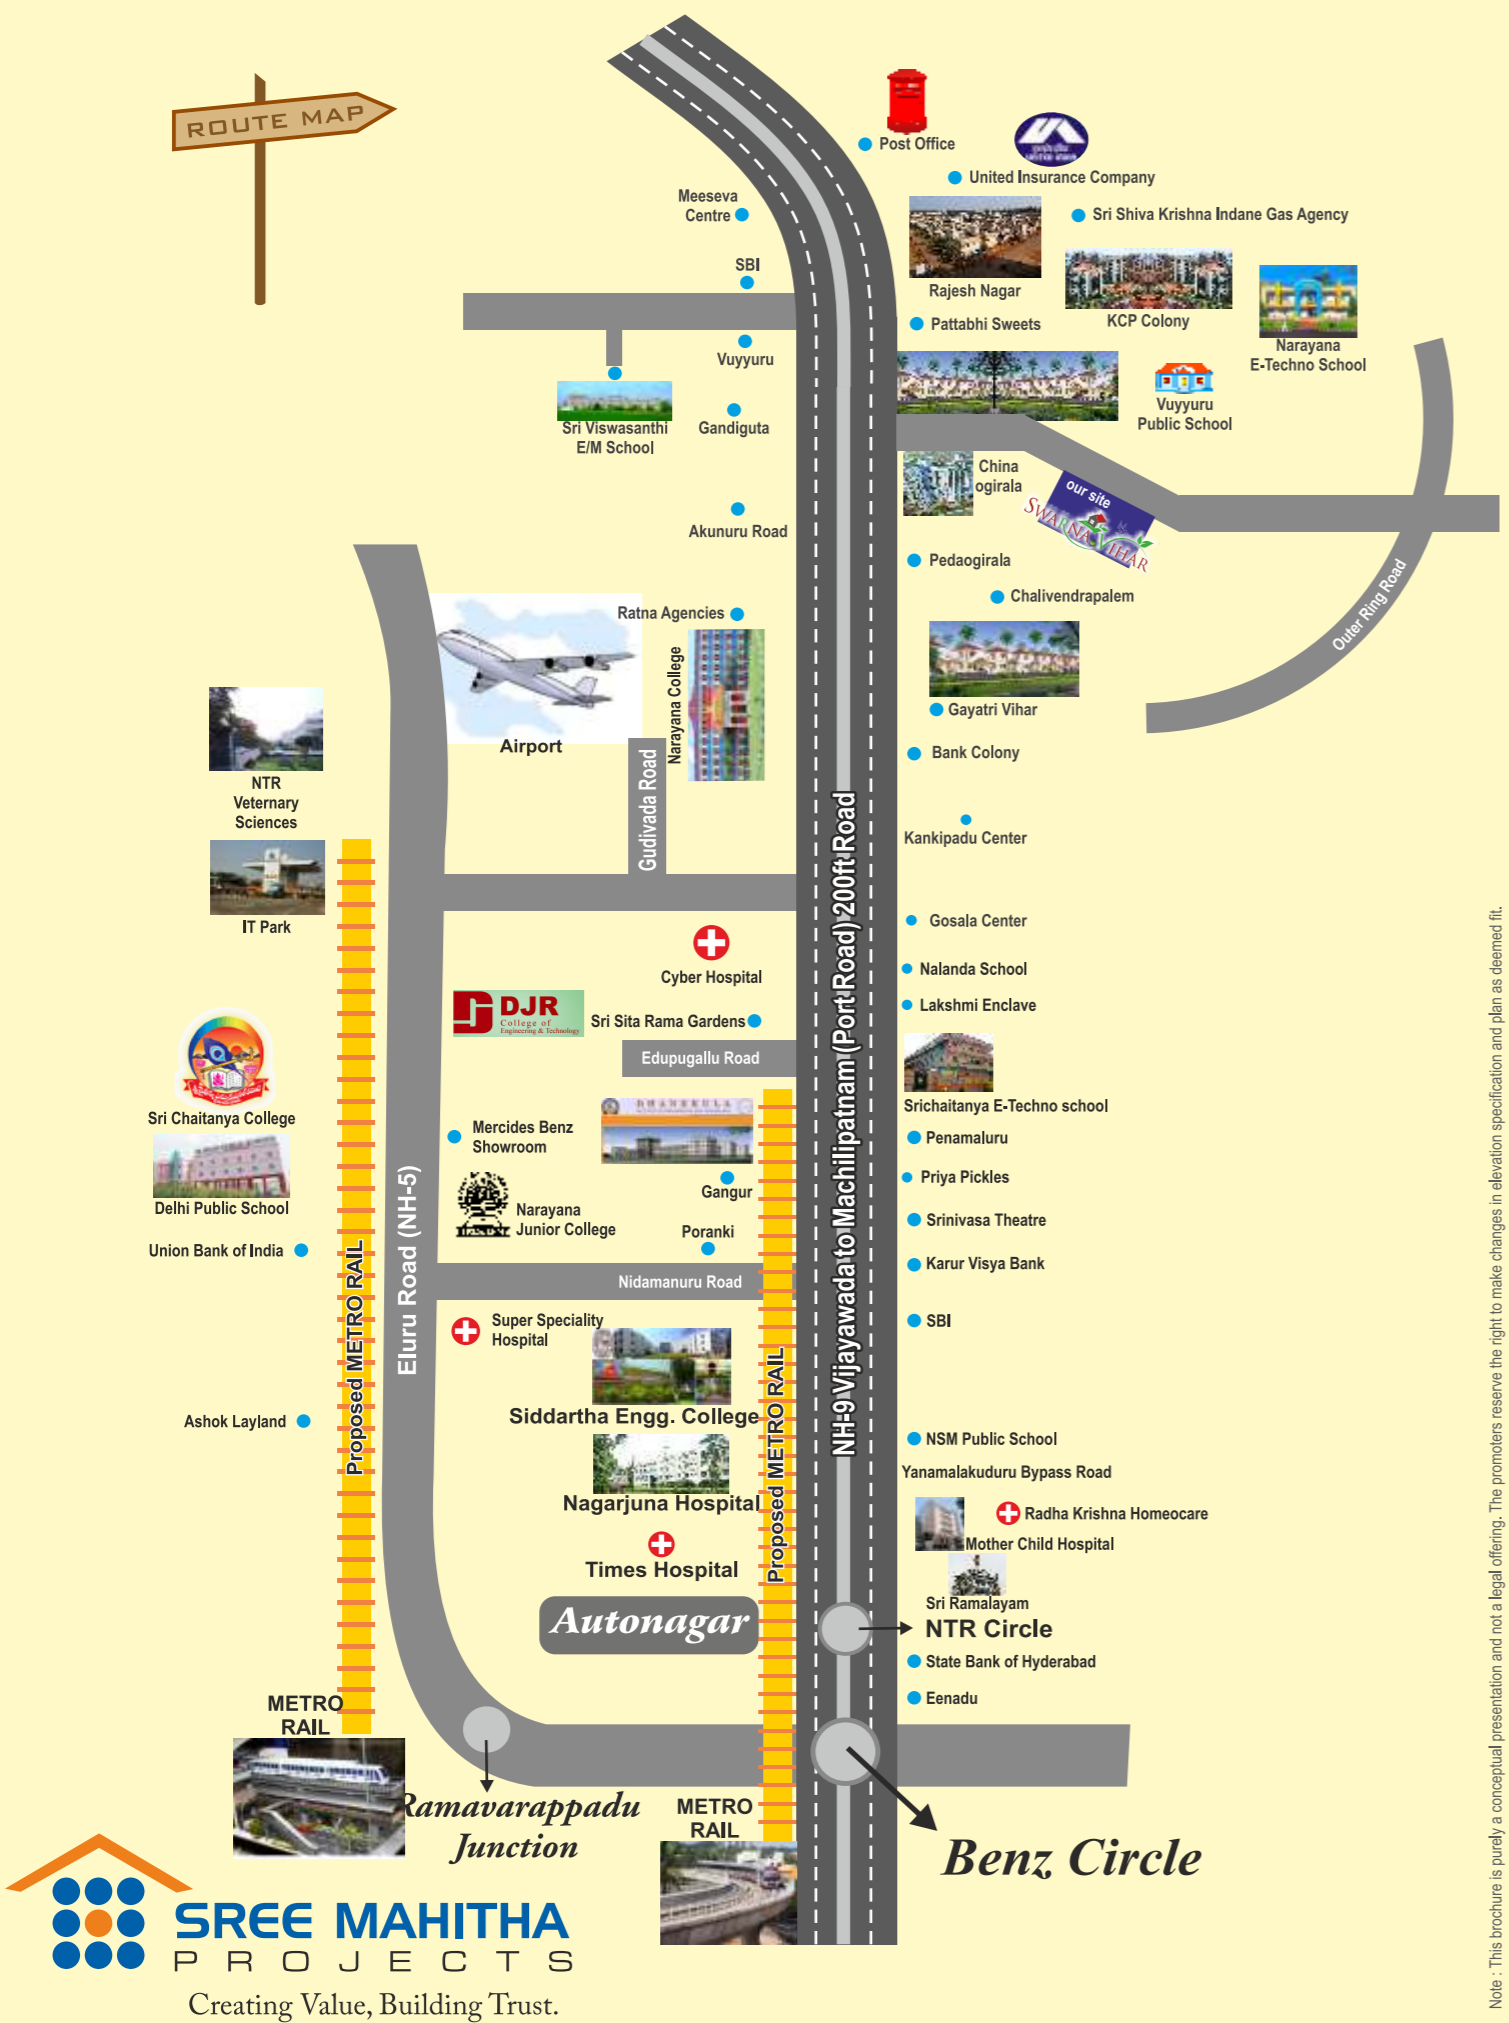 ROUTE MAP
Post Office
United Insurance Company
Meeseva
Centre
Sri Shiva Krishna Indane Gas Agency
SBI
Rajesh Nagar
KCP Colony
Pattabhi Sweets
Narayana
E-Techno School
Vuyyuru
Vuyyuru
Public School
Sri Viswasanthi
E/M School
Gandiguta
China
ogirala
our site
SWARNA VIHAR
Akunuru Road
Pedaogirala
Chalivendrapalem
Outer Ring Road
Ratna Agencies
Narayana College
Airport
Gayatri Vihar
Gudivada Road
Bank Colony
NTR
Veternary
Sciences
Kankipadu Center
IT Park
NH-9 Vijayawada to Machilipatnam (Port Road) 200ft Road
Gosala Center
Cyber Hospital
Nalanda School
DJR
College of
Engineering & Technology
Sri Sita Rama Gardens
Lakshmi Enclave
Edupugallu Road
Sri Chaitanya College
Srichaitanya E-Techno school
DHANEKULA
Mercides Benz
Showroom
Penamaluru
Delhi Public School
Gangur
Priya Pickles
Narayana
Junior College
Eluru Road (NH-5)
Union Bank of India
Poranki
Srinivasa Theatre
Karur Visya Bank
Nidamanuru Road
Proposed METRO RAIL
Super Speciality
Hospital
SBI
Siddartha Engg. College
Ashok Layland
Proposed METRO RAIL
NSM Public School
Yanamalakuduru Bypass Road
Nagarjuna Hospital
Radha Krishna Homeocare
Mother Child Hospital
Times Hospital
Sri Ramalayam
Autonagar
NTR Circle
State Bank of Hyderabad
Eenadu
METRO
RAIL
Ramavarappadu
Junction
METRO
RAIL
Benz Circle
SREE MAHITHA
PROJECTS
Creating Value, Building Trust.
Note : This brochure is purely a conceptual presentation and not a legal offering. The promoters reserve the right to make changes in elevation specification and plan as deemed fit.